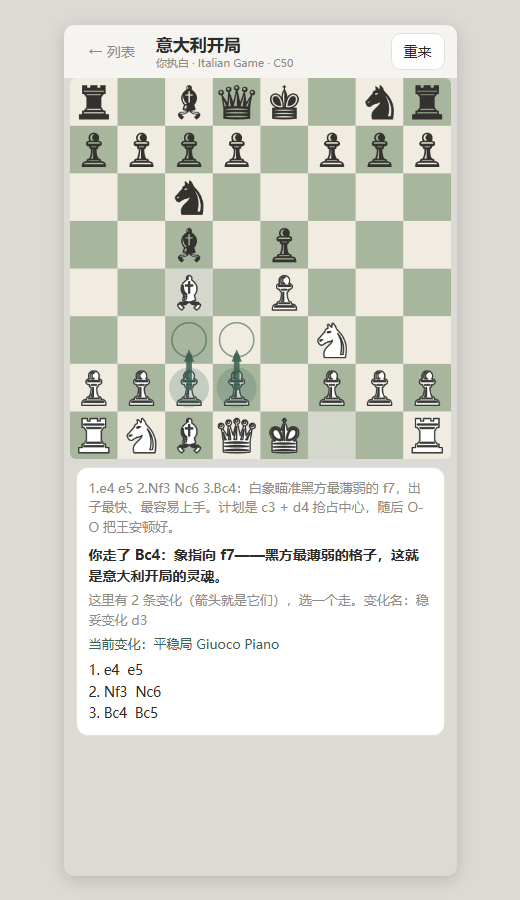 ← 列表
意大利开局
你执白 · Italian Game · C50
重来
1.e4 e5 2.Nf3 Nc6 3.Bc4：白象瞄准黑方最薄弱的 f7，出
子最快、最容易上手。计划是 c3 + d4 抢占中心，随后 O-
O 把王安顿好。
你走了 Bc4：象指向 f7——黑方最薄弱的格子，这就
是意大利开局的灵魂。
这里有 2 条变化（箭头就是它们），选一个走。变化名：稳
妥变化 d3
当前变化：平稳局 Giuoco Piano
1. e4 e5
2. Nf3 Nc6
3. Bc4 Bc5